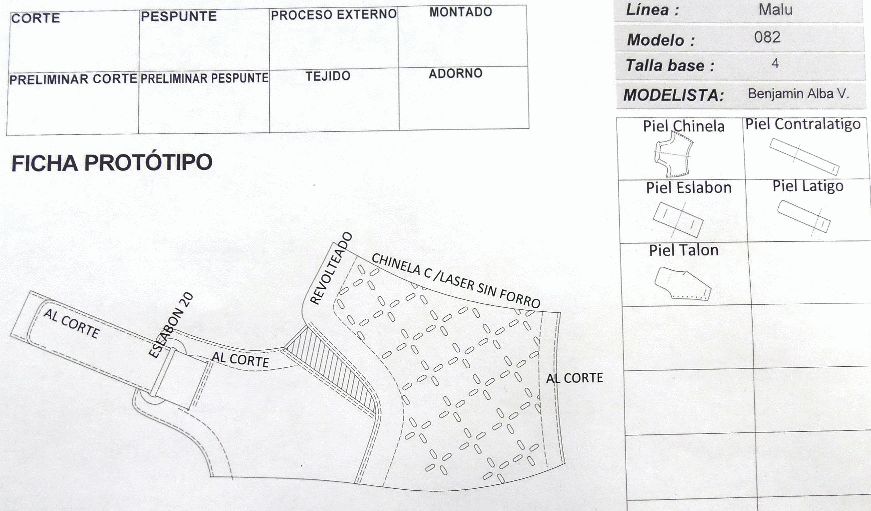 CORTE
PESPUNTE
PROCESO EXTERNO
MONTADO
PRELIMINAR CORTE
PRELIMINAR PESPUNTE
TEJIDO
ADORNO
FICHA PROTÓTIPO
Línea : Malu
Modelo : 082
Talla base : 4
MODELISTA: Benjamin Alba V.
Piel Chinela
Piel Contralatigo
Piel Eslabon
Piel Latigo
Piel Talon
REVOLTEADO
CHINELA C /LASER SIN FORRO
AL CORTE
ESLABON 20
AL CORTE
AL CORTE